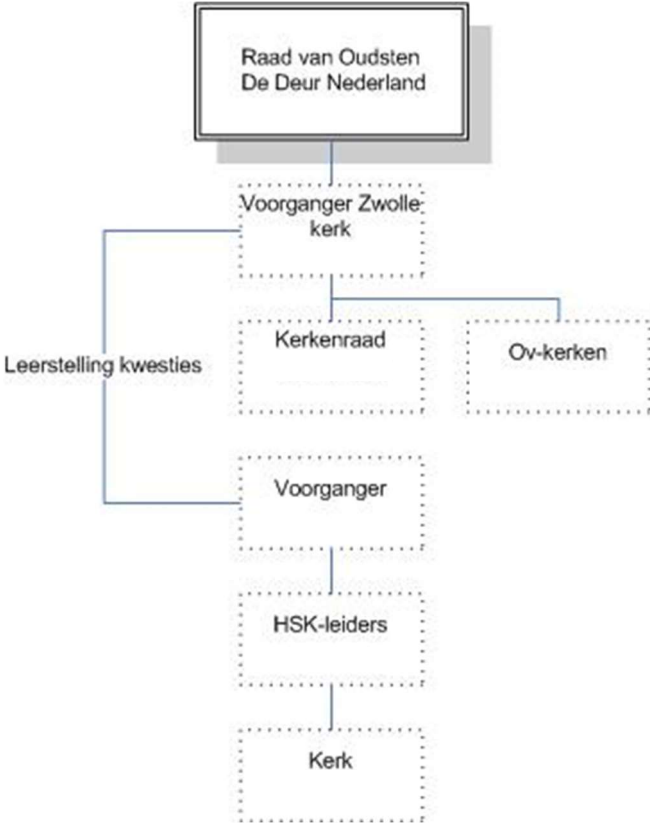 Raad van Oudsten
De Deur Nederland
Voorganger Zwolle
kerk
Kerkenraad
Ov-kerken
Leerstelling kwesties
Voorganger
HSK-leiders
Kerk